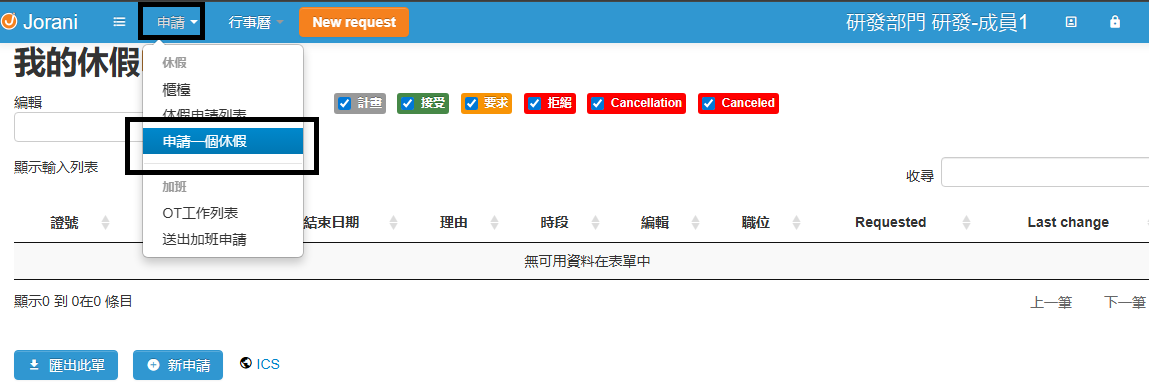 Jorani 申請 行事曆 New request 研發部門 研發-成員1
我的休假
休假
櫃檯
编輯 計畫 接受 要求 拒絕 Cancellation Canceled
休假申請列表
申請一個休假
顯示輸入列表 收尋
加班
OT工作列表
證號 結束日期 理由 時段 编輯 職位 Requested Last change
送出加班申請
無可用資料在表單中
顯示0 到 0在0 條目 上一筆 下一筆
匯出此單 新申請 ICS